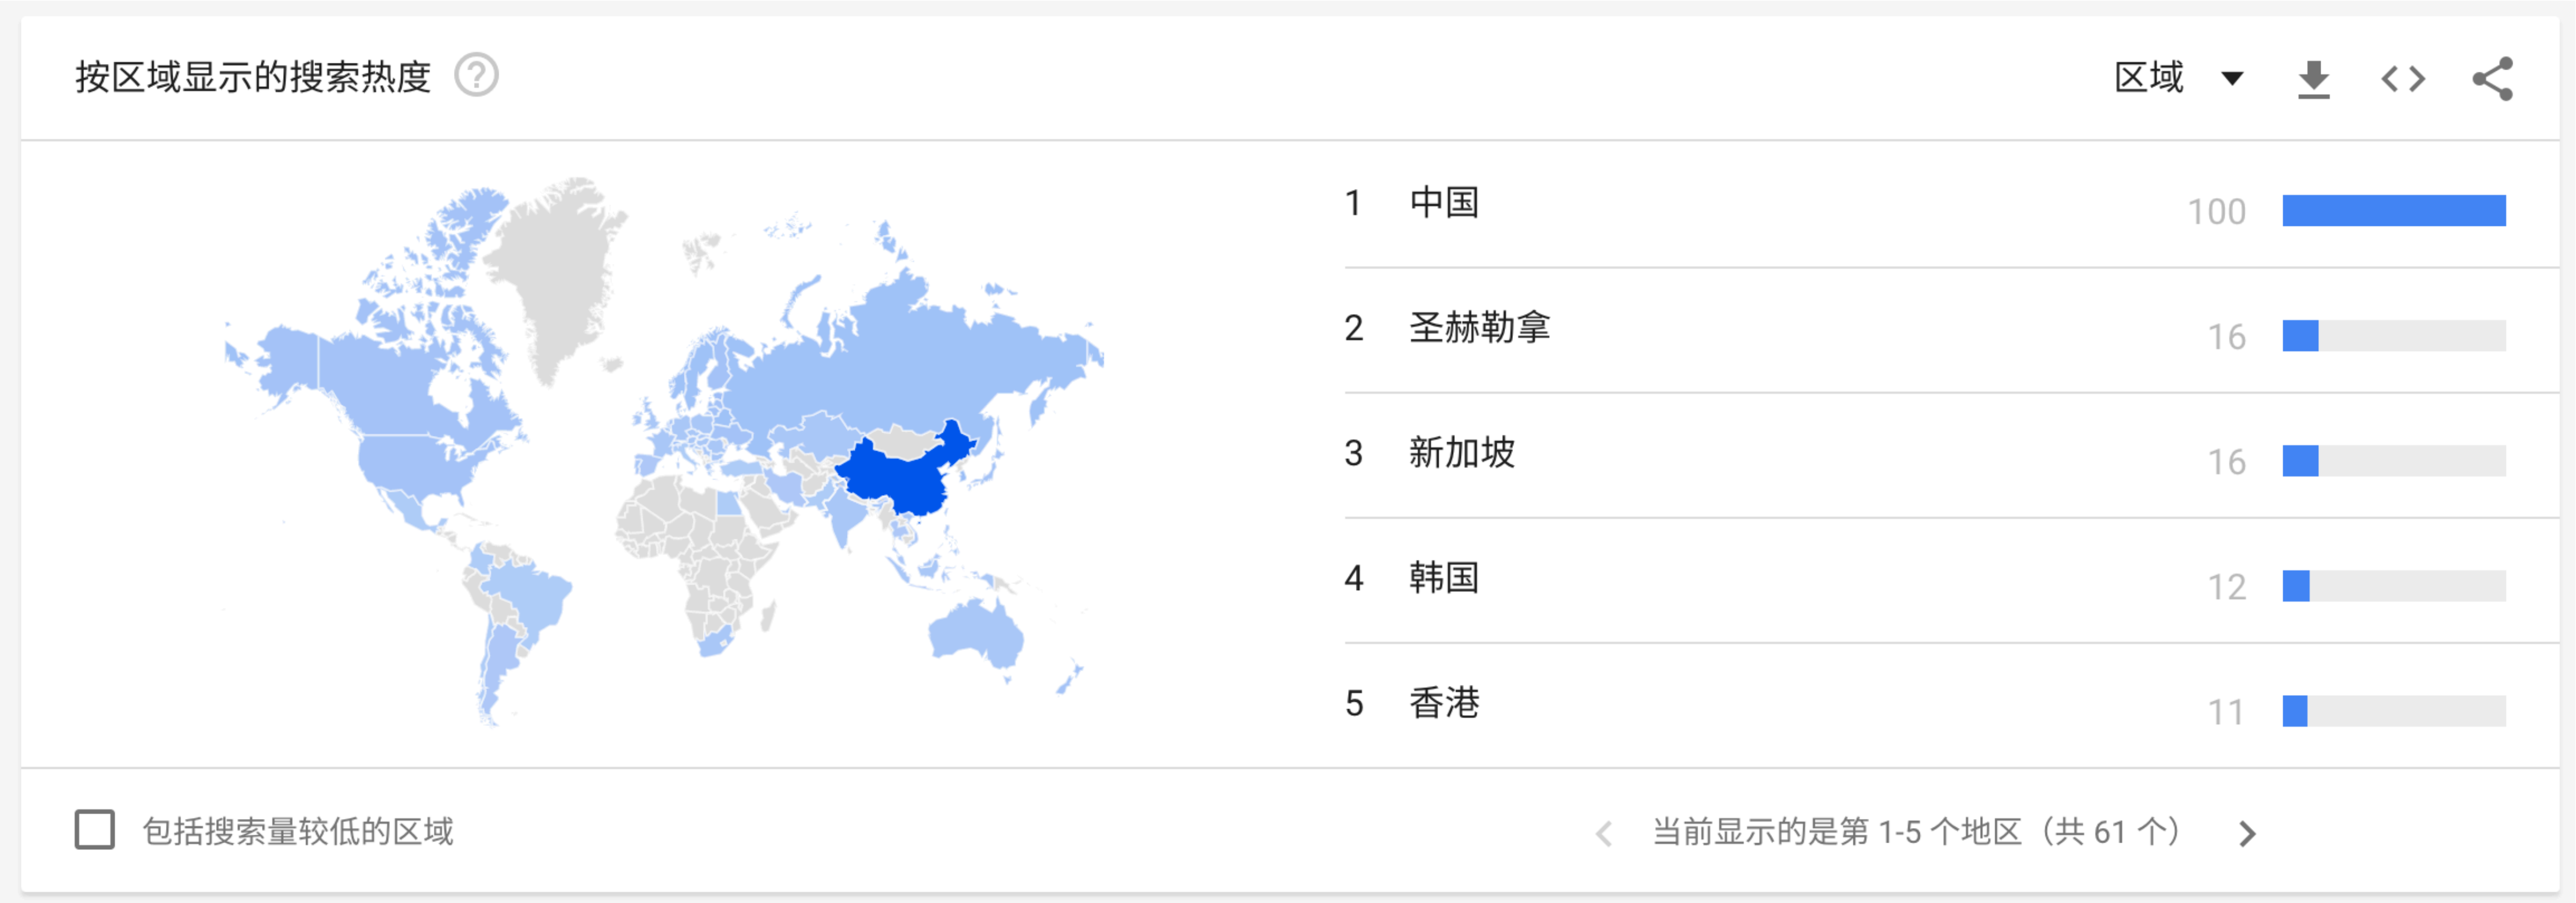 按区域显示的搜索热度 ?
区域
1 中国 100
2 圣赫勒拿 16
3 新加坡 16
4 韩国 12
5 香港 11
包括搜索量较低的区域
当前显示的是第 1-5 个地区（共 61 个）